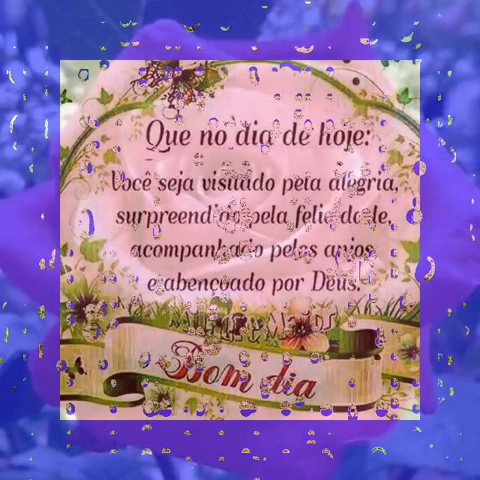 Que no dia de hoje:
Você seja visitado pela alegria,
surpreendido pela felicidade,
acompanhado pelos anjos
e abençoado por Deus.
Bom dia